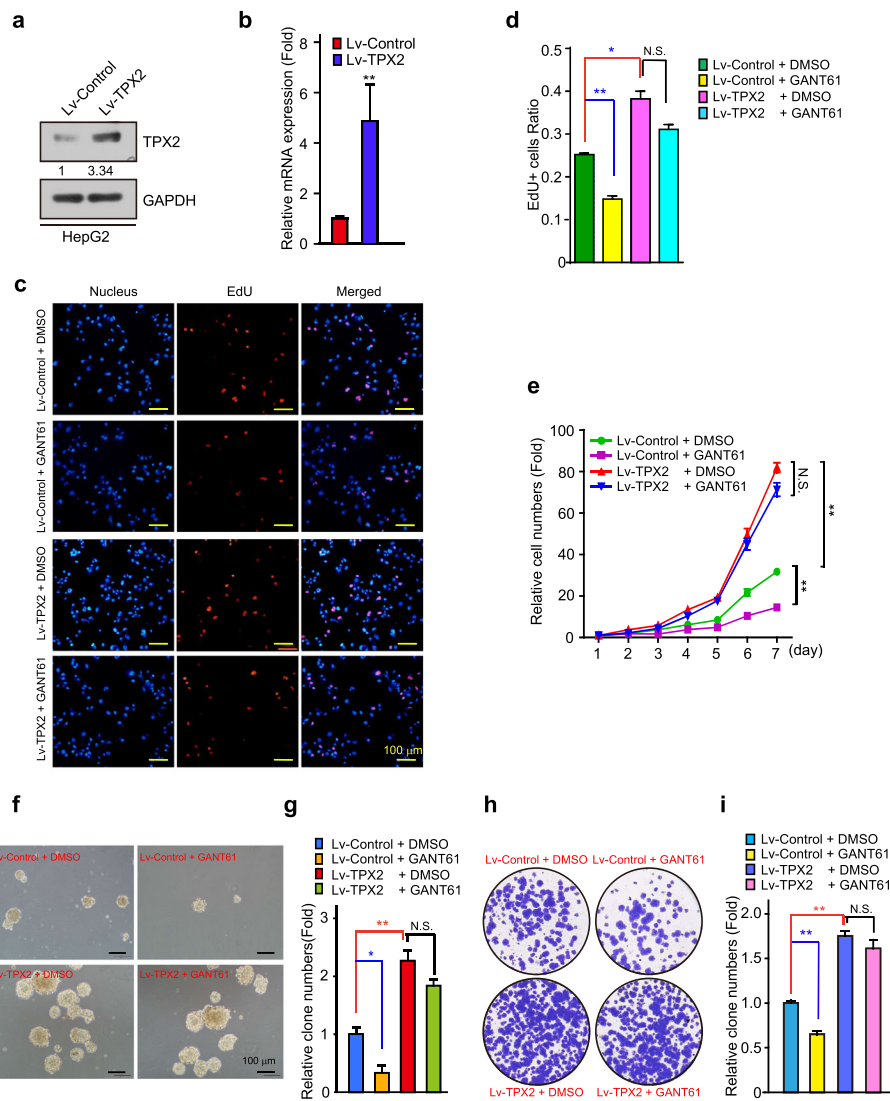 a
Lv-Control
Lv-TPX2
TPX2
1 3.34
GAPDH
HepG2
b
Relative mRNA expression (Fold)
8
6
4
2
0
Lv-Control
Lv-TPX2
**
d
EdU+ cells Ratio
0.5
0.4
0.3
0.2
0.1
0
*
**
N.S.
Lv-Control + DMSO
Lv-Control + GANT61
Lv-TPX2 + DMSO
Lv-TPX2 + GANT61
c
Nucleus EdU Merged
Lv-Control + DMSO
Lv-Control + GANT61
Lv-TPX2 + DMSO
Lv-TPX2 + GANT61
100 μm
e
Relative cell numbers (Fold)
100
80
60
40
20
0
Lv-Control + DMSO
Lv-Control + GANT61
Lv-TPX2 + DMSO
Lv-TPX2 + GANT61
N.S.
**
**
1 2 3 4 5 6 7 (day)
f
v-Control + DMSO
Lv-Control + GANT61
v-TPX2 + DMSO
Lv-TPX2 + GANT61
100 μm
g
Lv-Control + DMSO
Lv-Control + GANT61
Lv-TPX2 + DMSO
Lv-TPX2 + GANT61
Relative clone numbers(Fold)
3
2
1
0
**
*
N.S.
h
Lv-Control + DMSO
Lv-Control + GANT61
Lv-TPX2 + DMSO
Lv-TPX2 + GANT61
i
Lv-Control + DMSO
Lv-Control + GANT61
Lv-TPX2 + DMSO
Lv-TPX2 + GANT61
Relative clone numbers (Fold)
2.0
1.5
1.0
0.5
0
**
**
N.S.